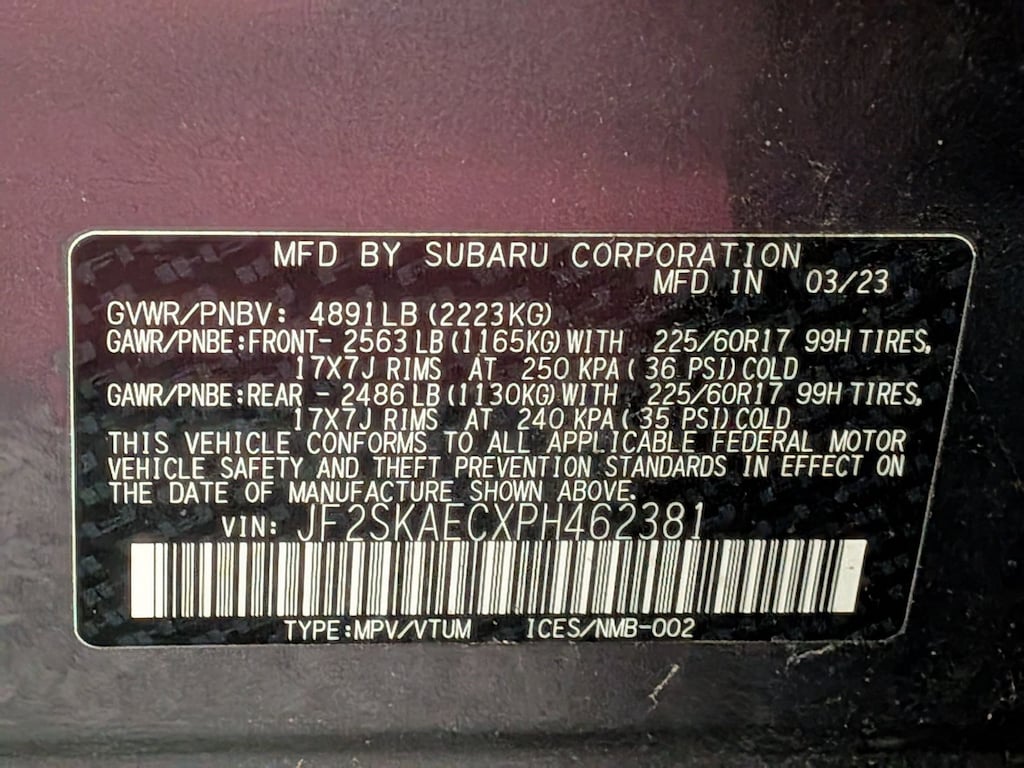 MFD BY SUBARU CORPORATION
MFD IN 03/23
GVWR/PNBV: 4891LB (2223KG)
GAWR/PNBE:FRONT- 2563 LB (1165KG) WITH 225/60R17 99H TIRES,
17X7J RIMS AT 250 KPA ( 36 PSI) COLD
GAWR/PNBE:REAR - 2486 LB (1130KG) WITH 225/60R17 99H TIRES,
17X7J RIMS AT 240 KPA ( 35 PSI) COLD
THIS VEHICLE CONFORMS TO ALL APPLICABLE FEDERAL MOTOR
VEHICLE SAFETY AND THEFT PREVENTION STANDARDS IN EFFECT ON
THE DATE OF MANUFACTURE SHOWN ABOVE.
VIN: JF2SKAECXPH462381
TYPE:MPV/VTUM ICES/NMB-002